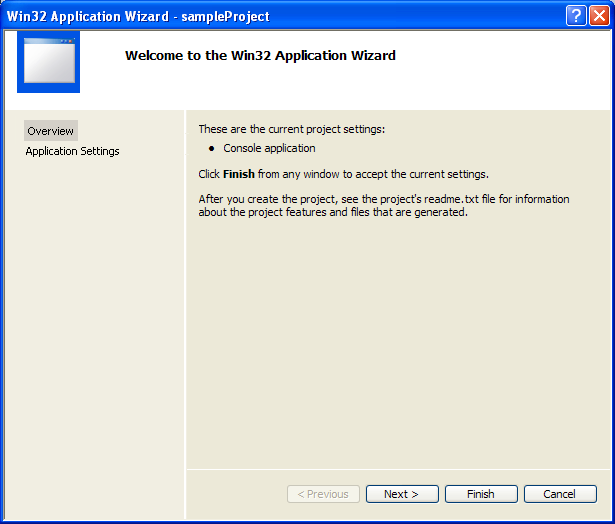 Win32 Application Wizard - sampleProject
Welcome to the Win32 Application Wizard
Overview
Application Settings
These are the current project settings:
• Console application
Click Finish from any window to accept the current settings.
After you create the project, see the project's readme.txt file for information
about the project features and files that are generated.
< Previous
Next >
Finish
Cancel